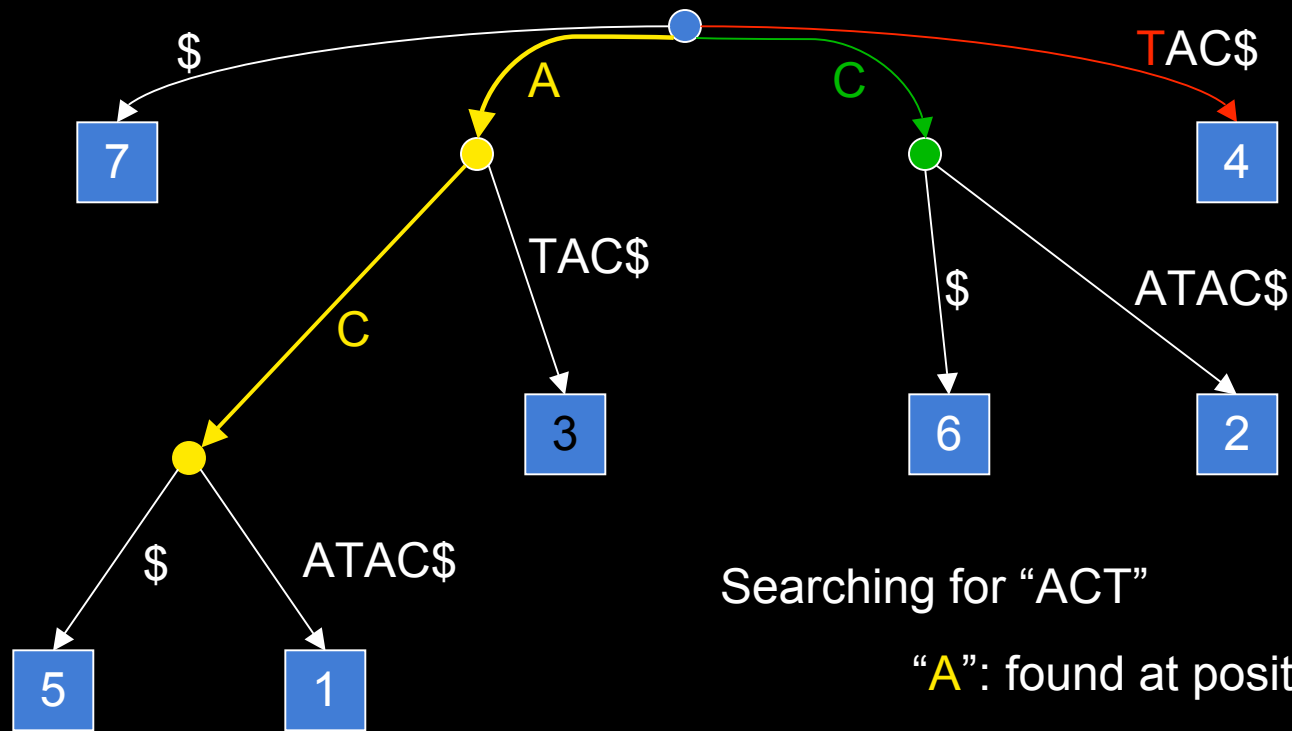 $
A
C
TAC$
7
4
TAC$
$
ATAC$
C
3
6
2
$
ATAC$
Searching for “ACT”
“A”: found at posit
5
1